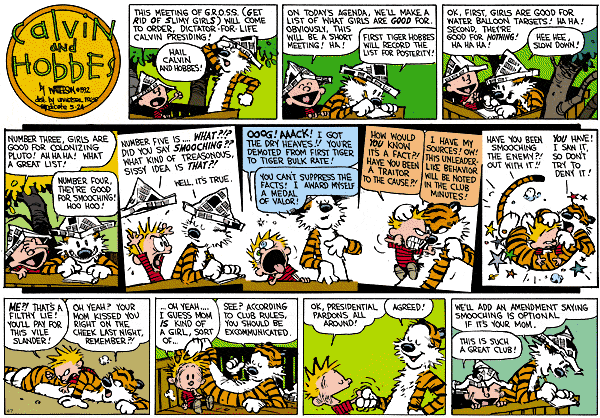 CALVIN
and
HOBBES
by WATTERSON
THIS MEETING OF G.R.O.S.S. (GET
RID OF SLIMY GIRLS) WILL COME
TO ORDER, DICTATOR-FOR-LIFE
CALVIN PRESIDING!
HAIL
CALVIN
AND HOBBES!
ON TODAY'S AGENDA, WE'LL MAKE A
LIST OF WHAT GIRLS ARE GOOD FOR.
OBVIOUSLY, THIS
WILL BE A SHORT
MEETING! HA!
FIRST TIGER HOBBES
WILL RECORD THE
LIST FOR POSTERITY!
OK, FIRST, GIRLS ARE GOOD FOR
WATER BALLOON TARGETS! HA HA!
SECOND, THEY'RE
GOOD FOR NOTHING!
HA HA HA!
HEE HEE,
SLOW DOWN!
NUMBER THREE, GIRLS ARE
GOOD FOR COLONIZING
PLUTO! AH HA HA! WHAT
A GREAT LIST!
NUMBER FOUR,
THEY'RE GOOD
FOR SMOOCHING!
HOO HOO!
NUMBER FIVE IS.... WHAT?!?
DID YOU SAY SMOOCHING??
WHAT KIND OF TREASONOUS,
SISSY IDEA IS THAT?!
WELL, IT'S TRUE.
OOOG! AAACK! I GOT
THE DRY HEAVES!! YOU'RE
DEMOTED FROM FIRST TIGER
TO TIGER BULK RATE!
YOU CAN'T SUPPRESS THE
FACTS! I AWARD MYSELF
A MEDAL
OF VALOR!
HOW WOULD
YOU KNOW
IT'S A FACT?!
HAVE YOU BEEN
A TRAITOR
TO THE CAUSE?!
I HAVE MY
SOURCES! THIS
UNLEADER-
LIKE BEHAVIOR
WILL BE NOTED
IN THE CLUB
MINUTES!
HAVE YOU BEEN
SMOOCHING
THE ENEMY?!
OUT WITH IT!!
YOU HAVE!
I SAW IT,
SO DON'T
TRY TO
DENY IT!
ME?! THAT'S A
FILTHY LIE!
YOU'LL PAY FOR
THIS VILE
SLANDER!
OH YEAH? YOUR
MOM KISSED YOU
RIGHT ON THE
CHEEK LAST NIGHT,
REMEMBER?!
...OH YEAH....
I GUESS MOM
IS KIND OF
A GIRL, SORT
OF...
SEE? ACCORDING
TO CLUB RULES,
YOU SHOULD BE
EXCOMMUNICATED.
OK, PRESIDENTIAL
PARDONS ALL
AROUND!
AGREED!
WE'LL ADD AN AMENDMENT SAYING
SMOOCHING IS OPTIONAL
IF IT'S YOUR MOM.
THIS IS SUCH
A GREAT CLUB!